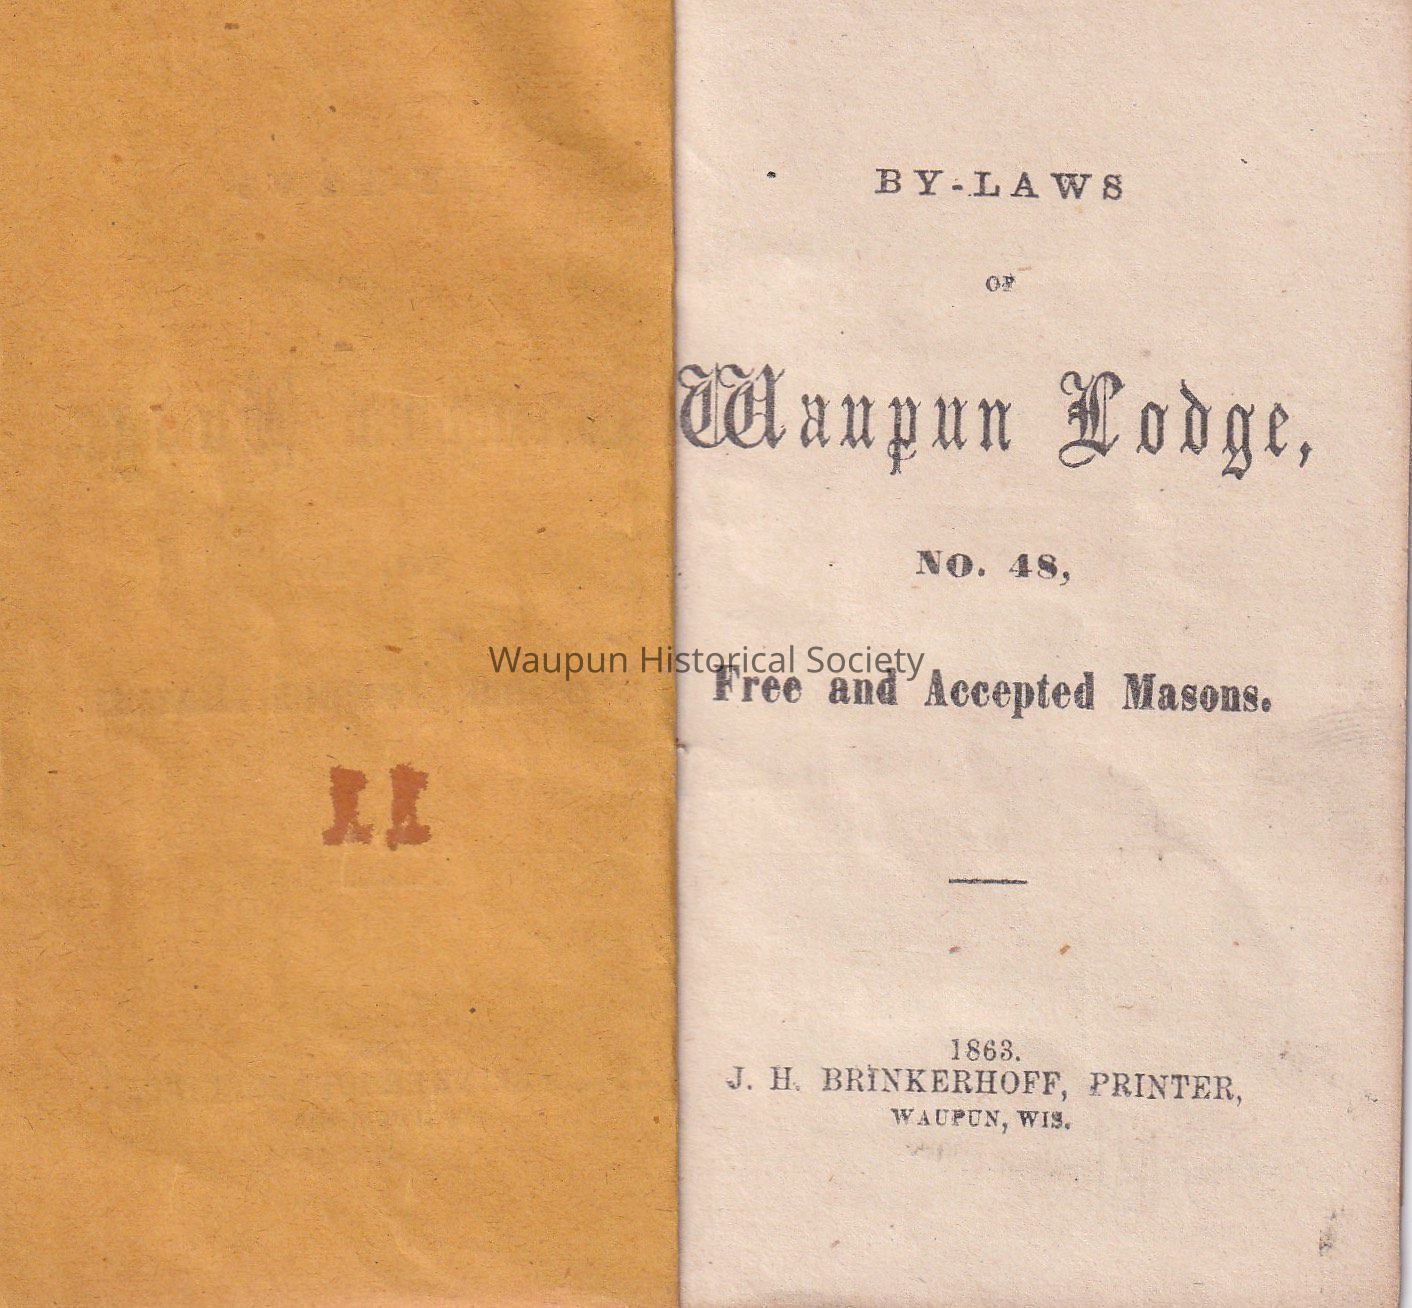 BY-LAWS
OF
Waupun Lodge,
NO. 48,
Waupun Historical Society
Free and Accepted Masons.
1863.
J. H. BRINKERHOFF, PRINTER,
WAUPUN, WIS.